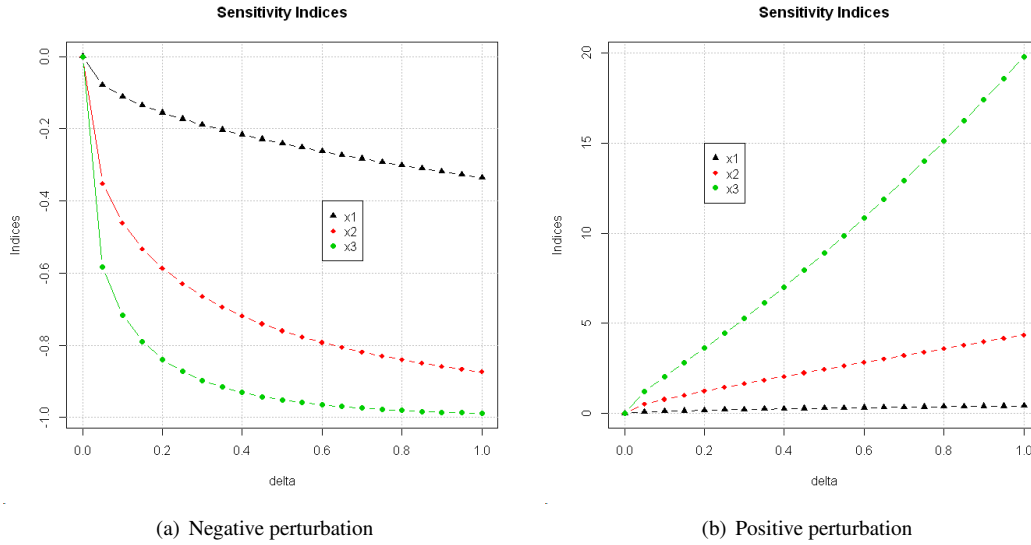 Sensitivity Indices
0.0
-0.2
-0.4
-0.6
-0.8
-1.0
Indices
x1
x2
x3
0.0 0.2 0.4 0.6 0.8 1.0
delta
(a) Negative perturbation
Sensitivity Indices
20
15
10
5
0
Indices
x1
x2
x3
0.0 0.2 0.4 0.6 0.8 1.0
delta
(b) Positive perturbation